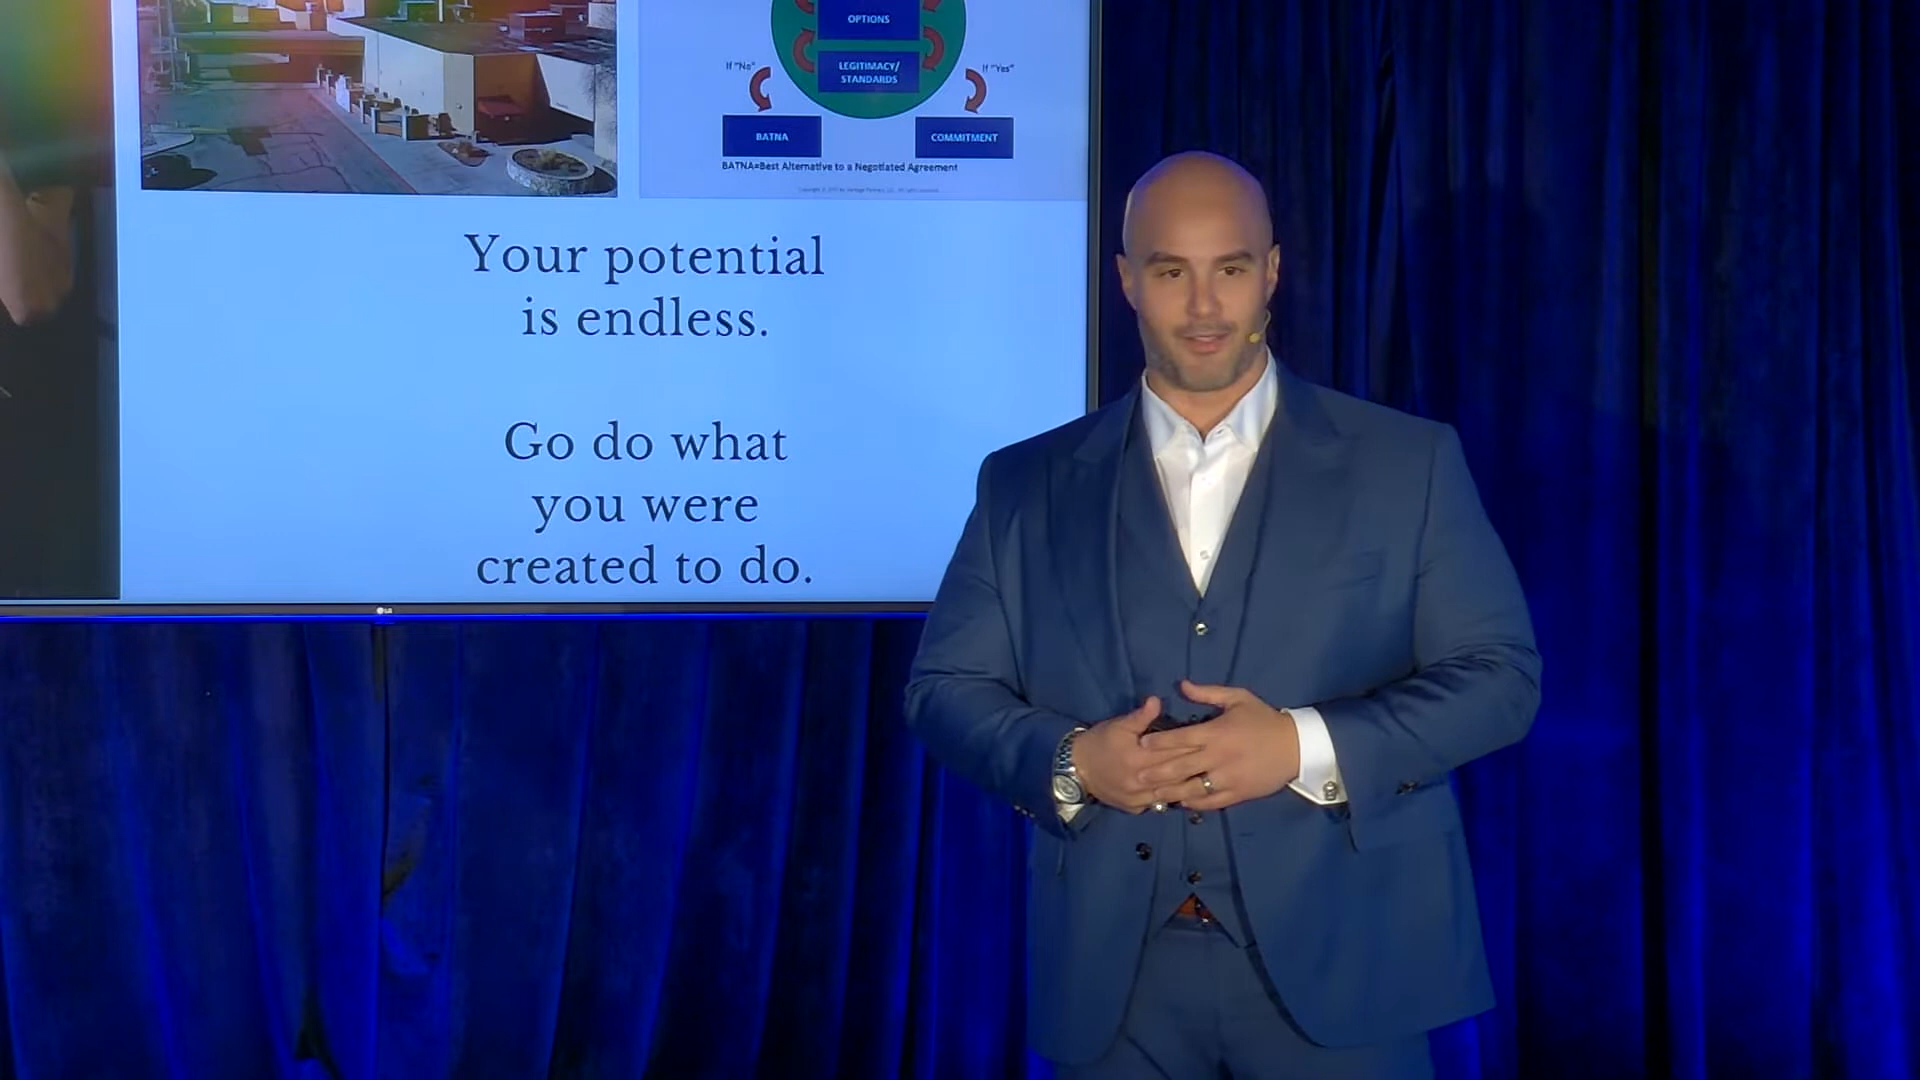 OPTIONS
LEGITIMACY/
STANDARDS
If "No"
If "Yes"
BATNA
COMMITMENT
BATNA=Best Alternative to a Negotiated Agreement
Your potential
is endless.
Go do what
you were
created to do.
LG